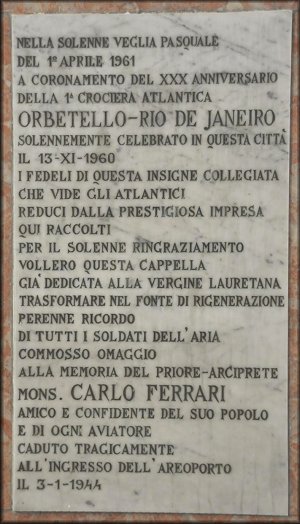 NELLA SOLENNE VEGLIA PASQUALE
DEL 1º APRILE 1961
A CORONAMENTO DEL XXX ANNIVERSARIO
DELLA 1ª CROCIERA ATLANTICA
ORBETELLO-RIO DE JANEIRO
SOLENNEMENTE CELEBRATO IN QUESTA CITTÀ
IL 13-XI-1960
I FEDELI DI QUESTA INSIGNE COLLEGIATA
CHE VIDE GLI ATLANTICI
REDUCI DALLA PRESTIGIOSA IMPRESA
QUI RACCOLTI
PER IL SOLENNE RINGRAZIAMENTO
VOLLERO QUESTA CAPPELLA
GIA' DEDICATA ALLA VERGINE LAURETANA
TRASFORMARE NEL FONTE DI RIGENERAZIONE
PERENNE RICORDO
DI TUTTI I SOLDATI DELL'ARIA
COMMOSSO OMAGGIO
ALLA MEMORIA DEL PRIORE-ARCIPRETE
MONS. CARLO FERRARI
AMICO E CONFIDENTE DEL SUO POPOLO
E DI OGNI AVIATORE
CADUTO TRAGICAMENTE
ALL'INGRESSO DELL'AREOPORTO
IL 3-1-1944